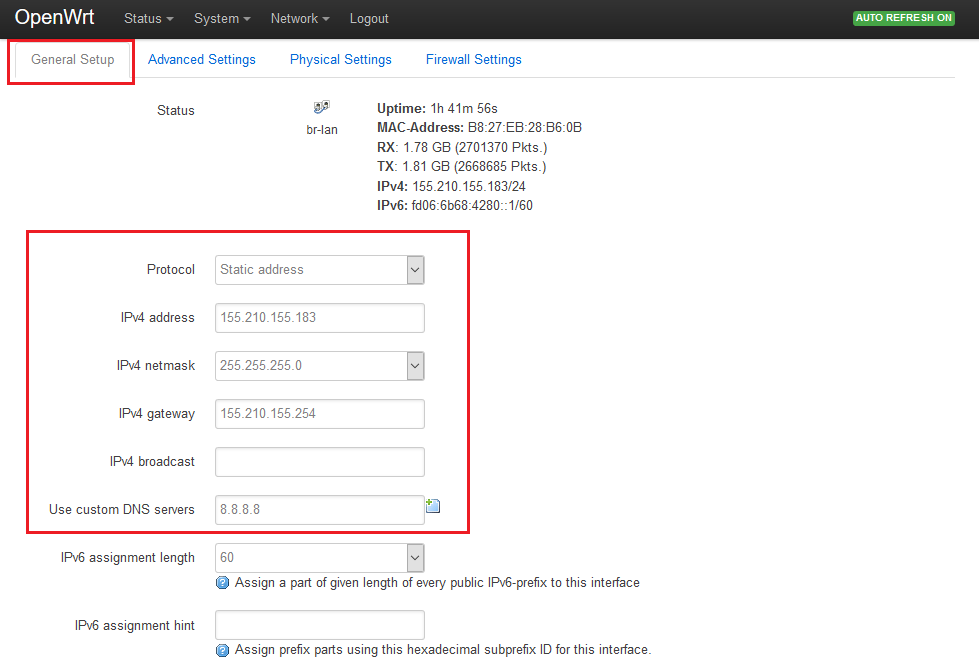 OpenWrt Status System Network Logout AUTO REFRESH ON
General Setup Advanced Settings Physical Settings Firewall Settings
Status
br-lan
Uptime: 1h 41m 56s
MAC-Address: B8:27:EB:28:B6:0B
RX: 1.78 GB (2701370 Pkts.)
TX: 1.81 GB (2668685 Pkts.)
IPv4: 155.210.155.183/24
IPv6: fd06:6b68:4280::1/60
Protocol Static address
IPv4 address 155.210.155.183
IPv4 netmask 255.255.255.0
IPv4 gateway 155.210.155.254
IPv4 broadcast
Use custom DNS servers 8.8.8.8
IPv6 assignment length 60
Assign a part of given length of every public IPv6-prefix to this interface
IPv6 assignment hint
Assign prefix parts using this hexadecimal subprefix ID for this interface.